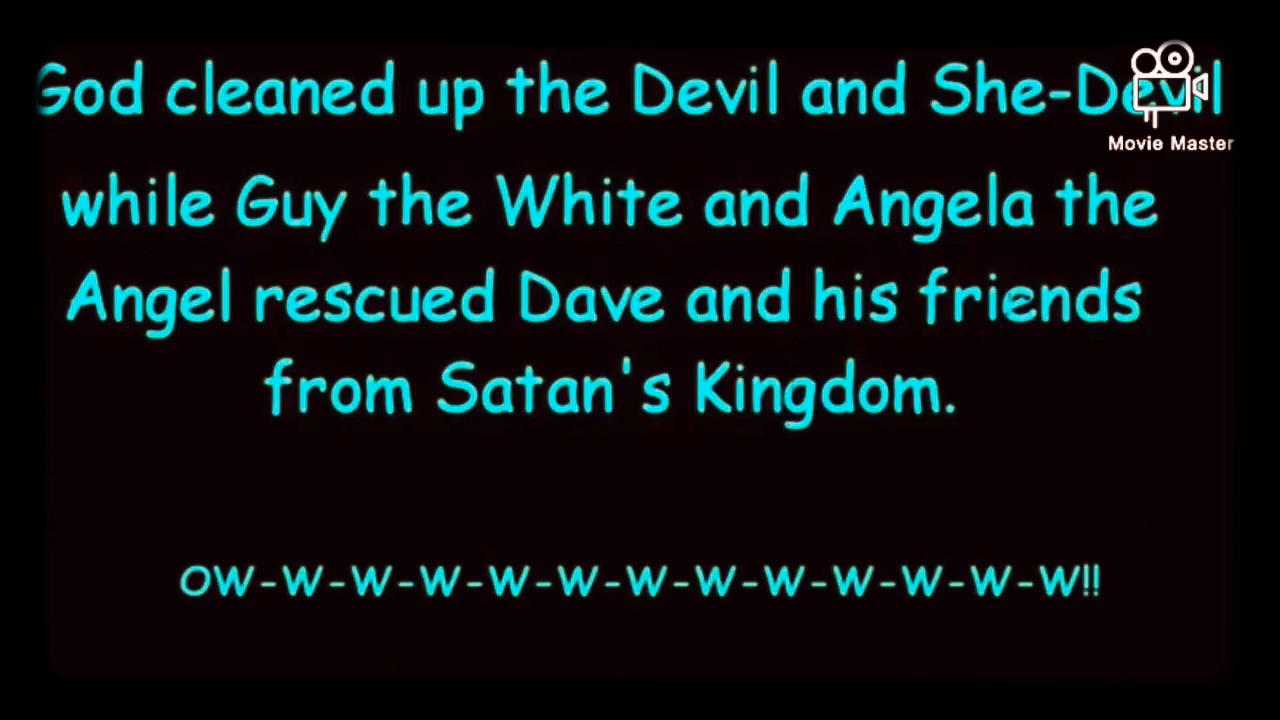 God cleaned up the Devil and She-Devil
Movie Master
while Guy the White and Angela the
Angel rescued Dave and his friends
from Satan's Kingdom.
OW-W-W-W-W-W-W-W-W-W-W-W-W!!